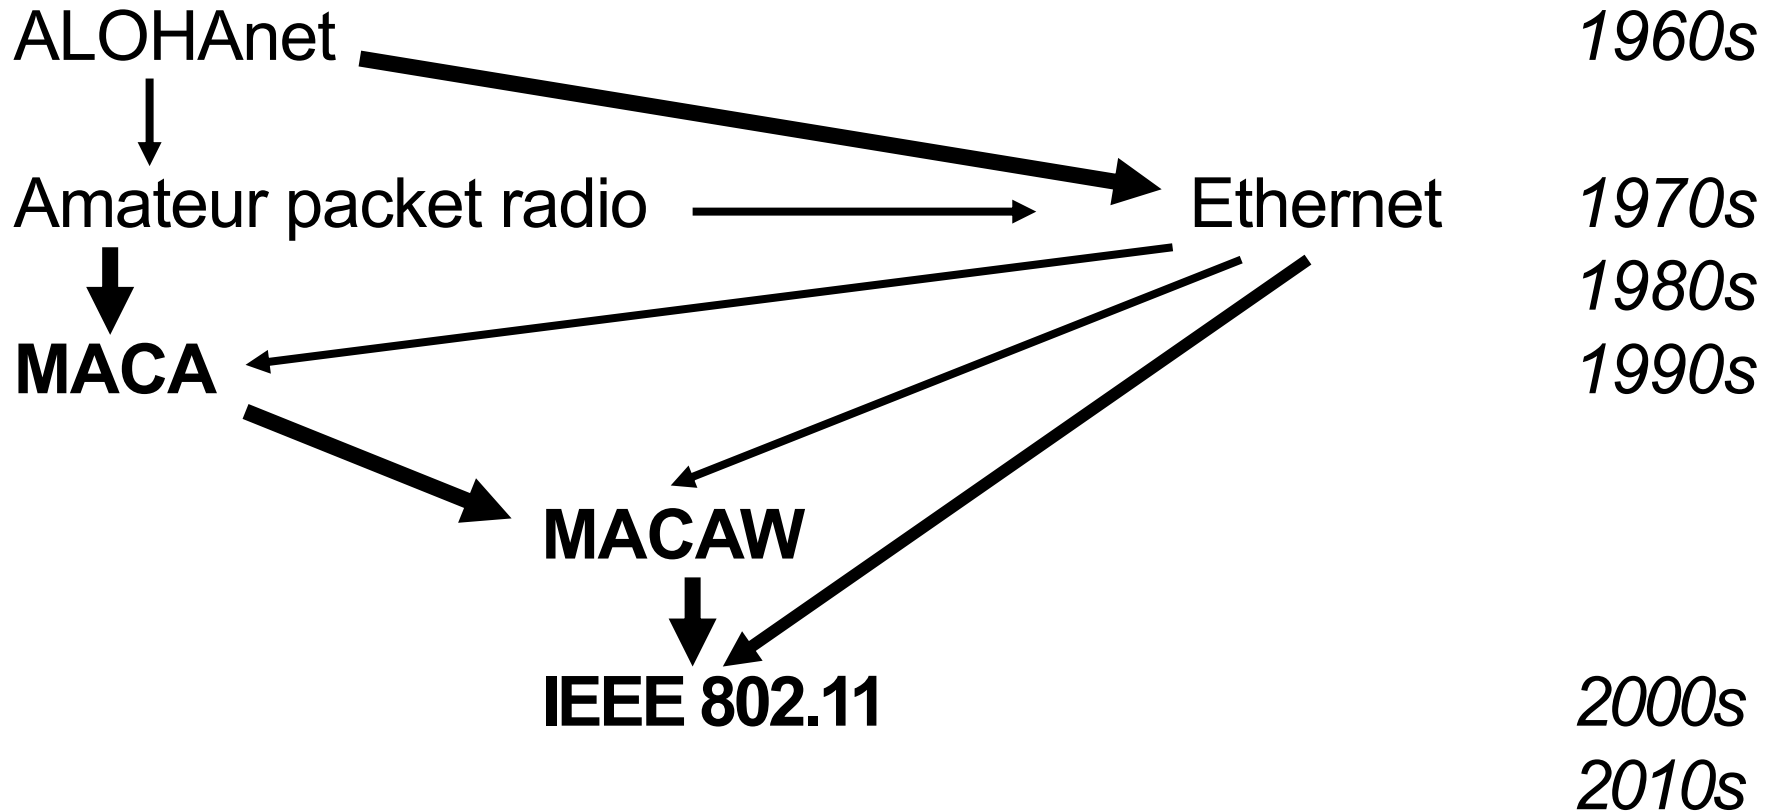 ALOHAnet 1960s
Amateur packet radio Ethernet 1970s
1980s
MACA 1990s
MACAW
IEEE 802.11 2000s
2010s